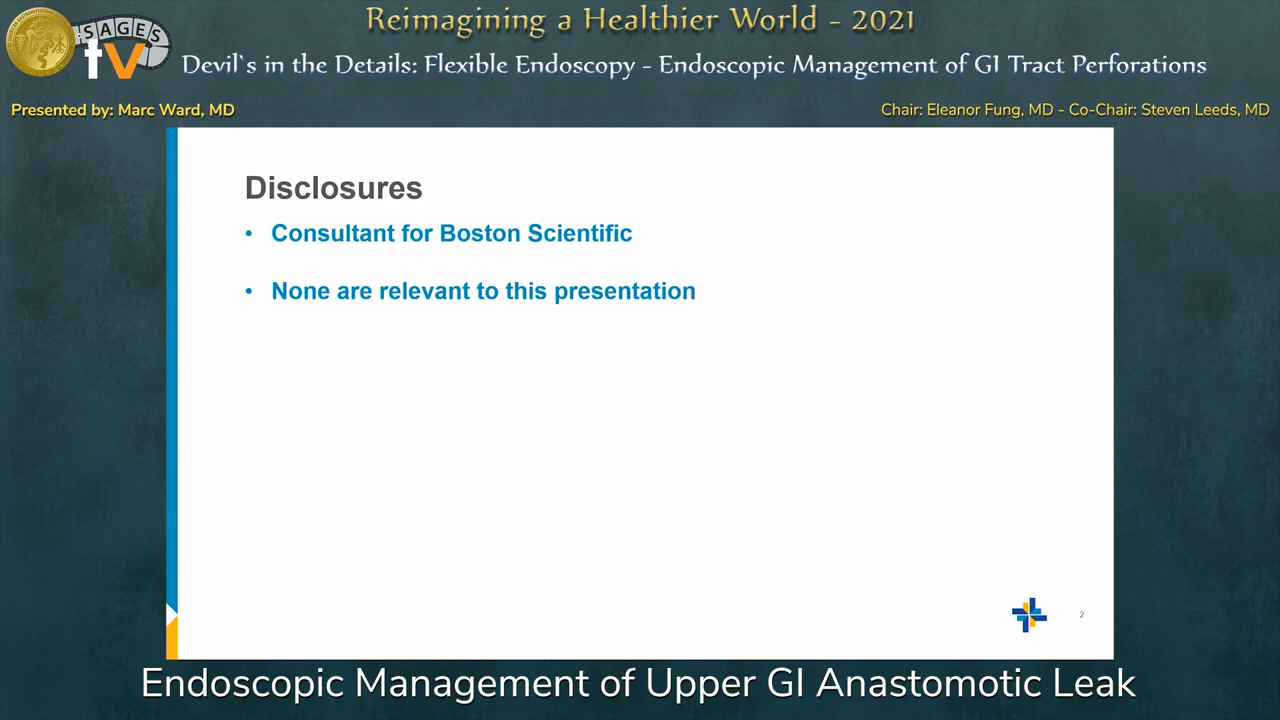 Reimagining a Healthier World - 2021
SAGES
tv
Devil`s in the Details: Flexible Endoscopy - Endoscopic Management of GI Tract Perforations
Presented by: Marc Ward, MD
Chair: Eleanor Fung, MD - Co-Chair: Steven Leeds, MD
Disclosures
• Consultant for Boston Scientific
• None are relevant to this presentation
2
Endoscopic Management of Upper GI Anastomotic Leak